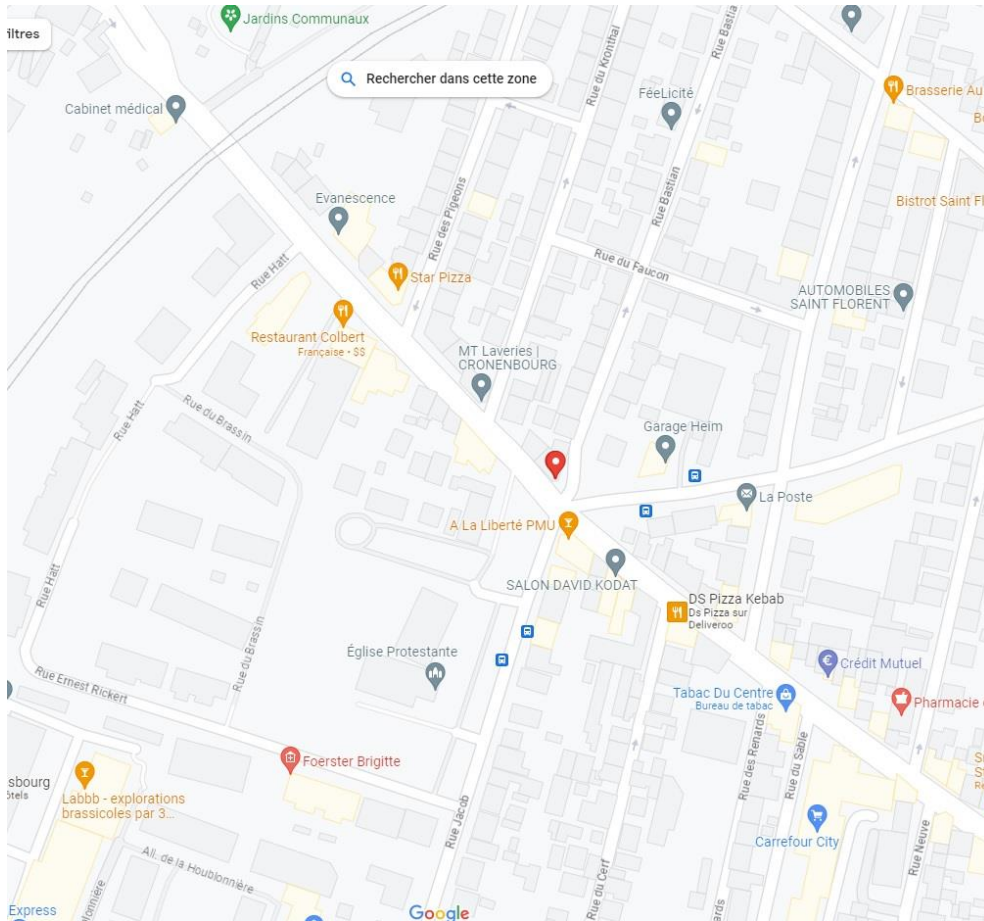 Jardins Communaux
iltres
Rechercher dans cette zone
Rue du Kronthal
Rue Bastian
Cabinet médical
FéeLicité
Brasserie Au
Evanescence
Rue des Pigeons
Rue Bastian
Bistrot Saint Fl
Rue Hatt
Star Pizza
Rue du Faucon
AUTOMOBILES
SAINT FLORENT
Restaurant Colbert
Française - $$
MT Laveries |
CRONENBOURG
Rue Hatt
Rue du Brassin
Garage Heim
La Poste
A La Liberté PMU
SALON DAVID KODAT
Rue Hatt
DS Pizza Kebab
Ds Pizza sur
Deliveroo
Rue du Brassin
Église Protestante
Crédit Mutuel
Rue Ernest Rickert
Tabac Du Centre
Bureau de tabac
Pharmacie
Foerster Brigitte
Rue des Renards
Rue du Sable
sbourg
ôtels
Labbb - explorations
brassicoles par 3...
Rue Jacob
Carrefour City
Rue Neuve
All. de la Houblonnière
Rue du Cerf
ards
blonnière
Express
Google